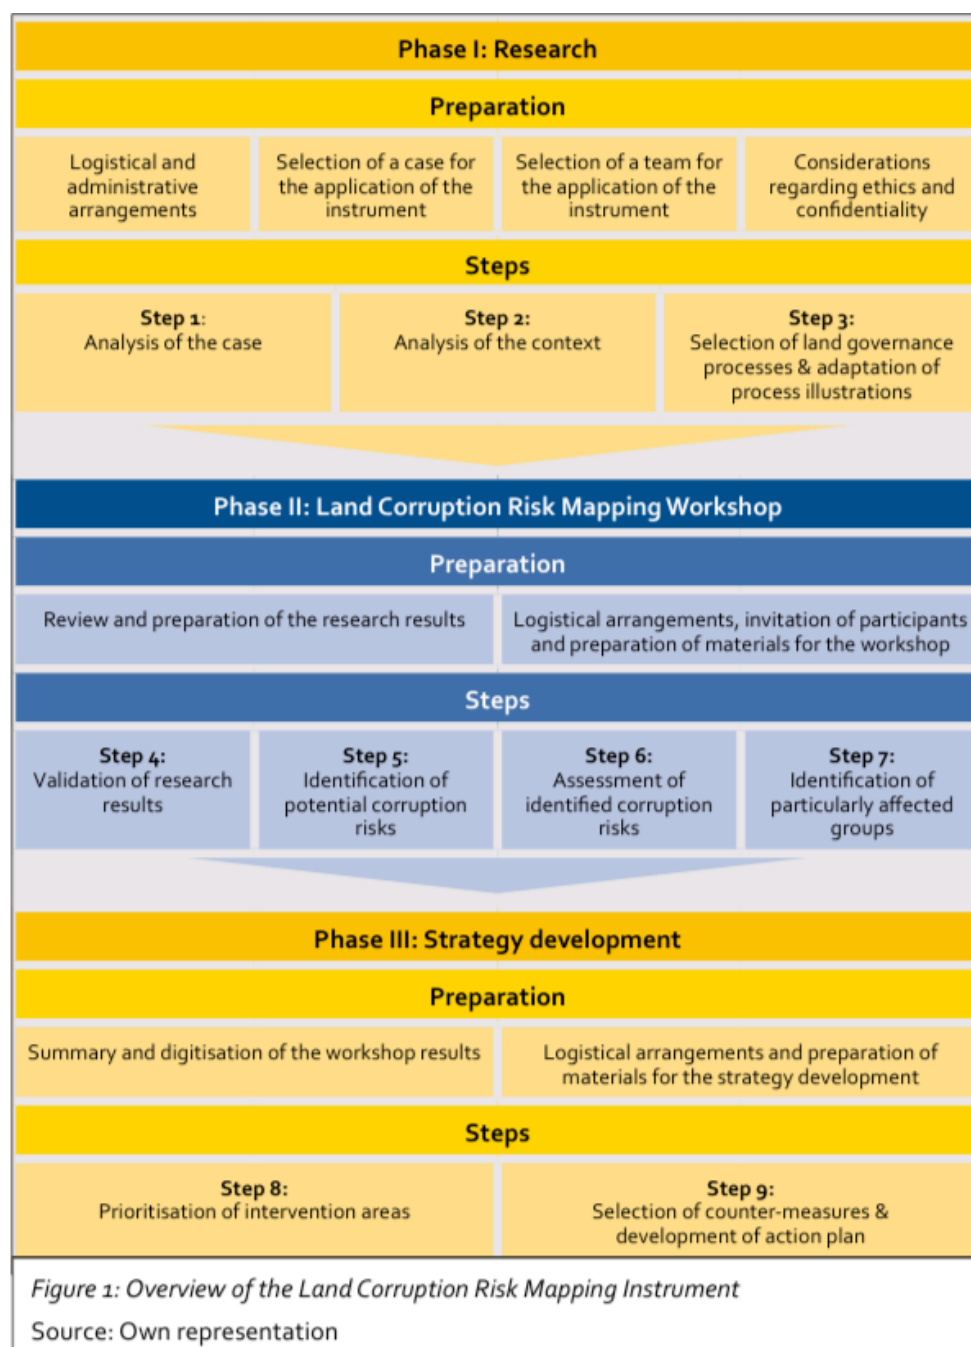 Phase I: Research
Preparation
Logistical and
administrative
arrangements
Selection of a case for
the application of the
instrument
Selection of a team for
the application of the
instrument
Considerations
regarding ethics and
confidentiality
Steps
Step 1:
Analysis of the case
Step 2:
Analysis of the context
Step 3:
Selection of land governance
processes & adaptation of
process illustrations
Phase II: Land Corruption Risk Mapping Workshop
Preparation
Review and preparation of the research results
Logistical arrangements, invitation of participants
and preparation of materials for the workshop
Steps
Step 4:
Validation of research
results
Step 5:
Identification of
potential corruption
risks
Step 6:
Assessment of
identified corruption
risks
Step 7:
Identification of
particularly affected
groups
Phase III: Strategy development
Preparation
Summary and digitisation of the workshop results
Logistical arrangements and preparation of
materials for the strategy development
Steps
Step 8:
Prioritisation of intervention areas
Step 9:
Selection of counter-measures &
development of action plan
Figure 1: Overview of the Land Corruption Risk Mapping Instrument
Source: Own representation